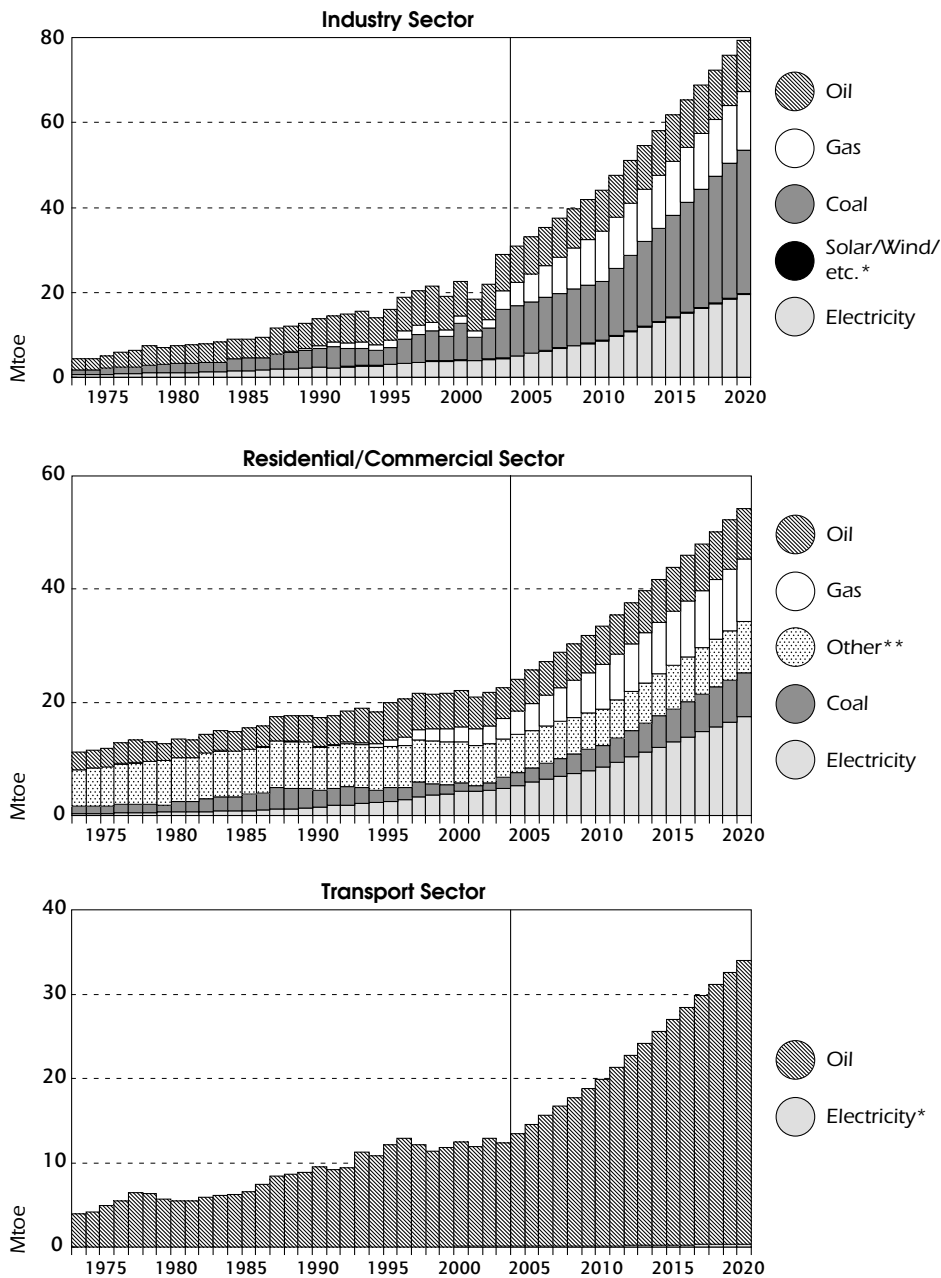 Industry Sector
80
60
40
20
0
Mtoe
1975 1980 1985 1990 1995 2000 2005 2010 2015 2020
Oil
Gas
Coal
Solar/Wind/
etc.*
Electricity
Residential/Commercial Sector
60
40
20
0
Mtoe
1975 1980 1985 1990 1995 2000 2005 2010 2015 2020
Oil
Gas
Other**
Coal
Electricity
Transport Sector
40
30
20
10
0
Mtoe
1975 1980 1985 1990 1995 2000 2005 2010 2015 2020
Oil
Electricity*